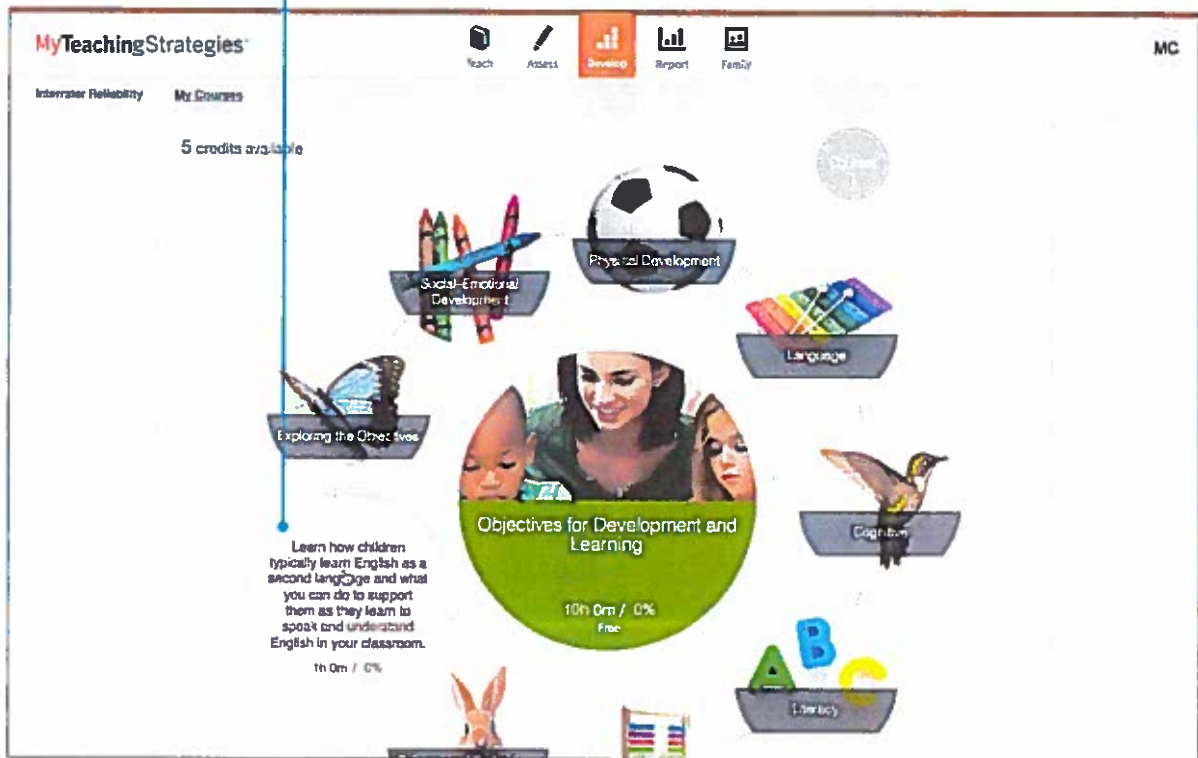 MyTeachingStrategies
Teach
Assess
Develop
Report
Family
MC
Interrater Reliability
My Courses
5 credits available
Physical Development
Social-Emotional
Development
Language
Exploring the Objectives
Cognitive
Objectives for Development and
Learning
10h 0m / 0%
Free
Learn how children
typically learn English as a
second language and what
you can do to support
them as they learn to
speak and understand
English in your classroom.
1h 0m / 0%
A B C
Literacy